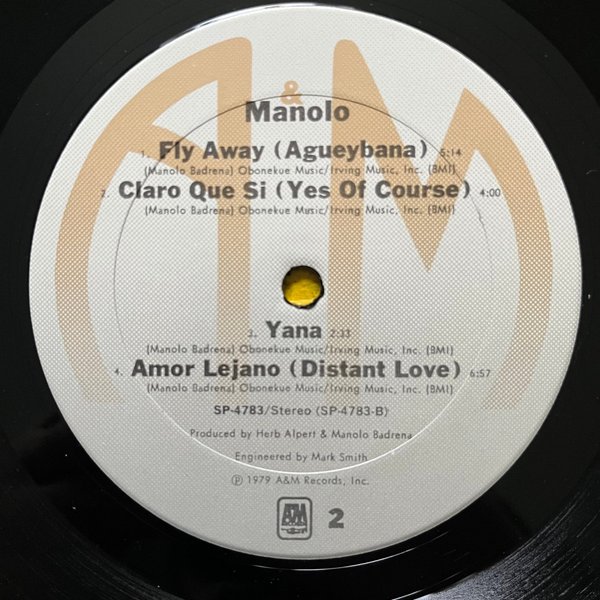 A&M
Manolo
1. Fly Away (Agueybana) 5:14
(Manolo Badrena) Obonekue Music/Irving Music, Inc. (BMI)
2. Claro Que Si (Yes Of Course) 4:00
(Manolo Badrena) Obonekue Music/Irving Music, Inc. (BMI)
3. Yana 2:33
(Manolo Badrena) Obonekue Music/Irving Music, Inc. (BMI)
4. Amor Lejano (Distant Love) 6:57
(Manolo Badrena) Obonekue Music/Irving Music, Inc. (BMI)
SP-4783/Stereo (SP-4783-B)
Produced by Herb Alpert & Manolo Badrena
Engineered by Mark Smith
℗ 1979 A&M Records, Inc.
A&M 2